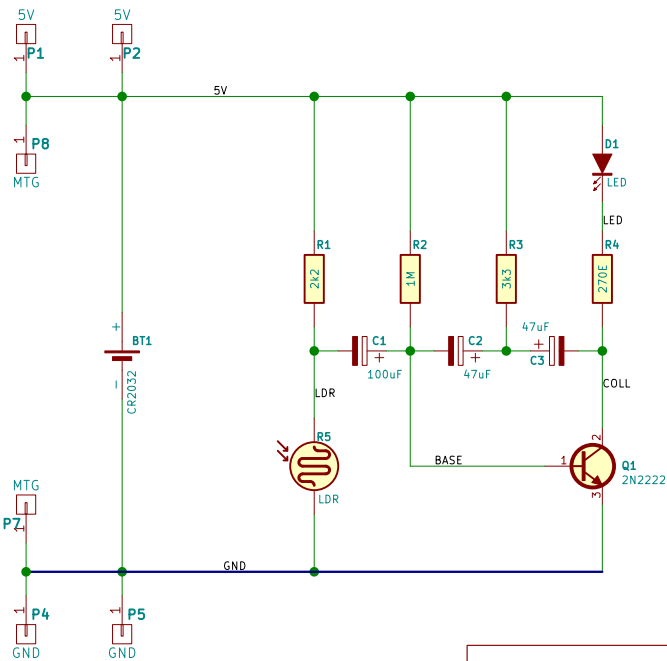 5V
5V
1
P1
1
P2
5V
1
P8
MTG
D1
LED
LED
R1
2k2
R2
1M
R3
3k3
R4
270E
+
BT1
CR2032
−
C1
+
100uF
C2
+
47uF
47uF
+
C3
LDR
COLL
R5
LDR
BASE
1
2
3
Q1
2N2222
MTG
P7
1
GND
1
P4
GND
1
P5
GND